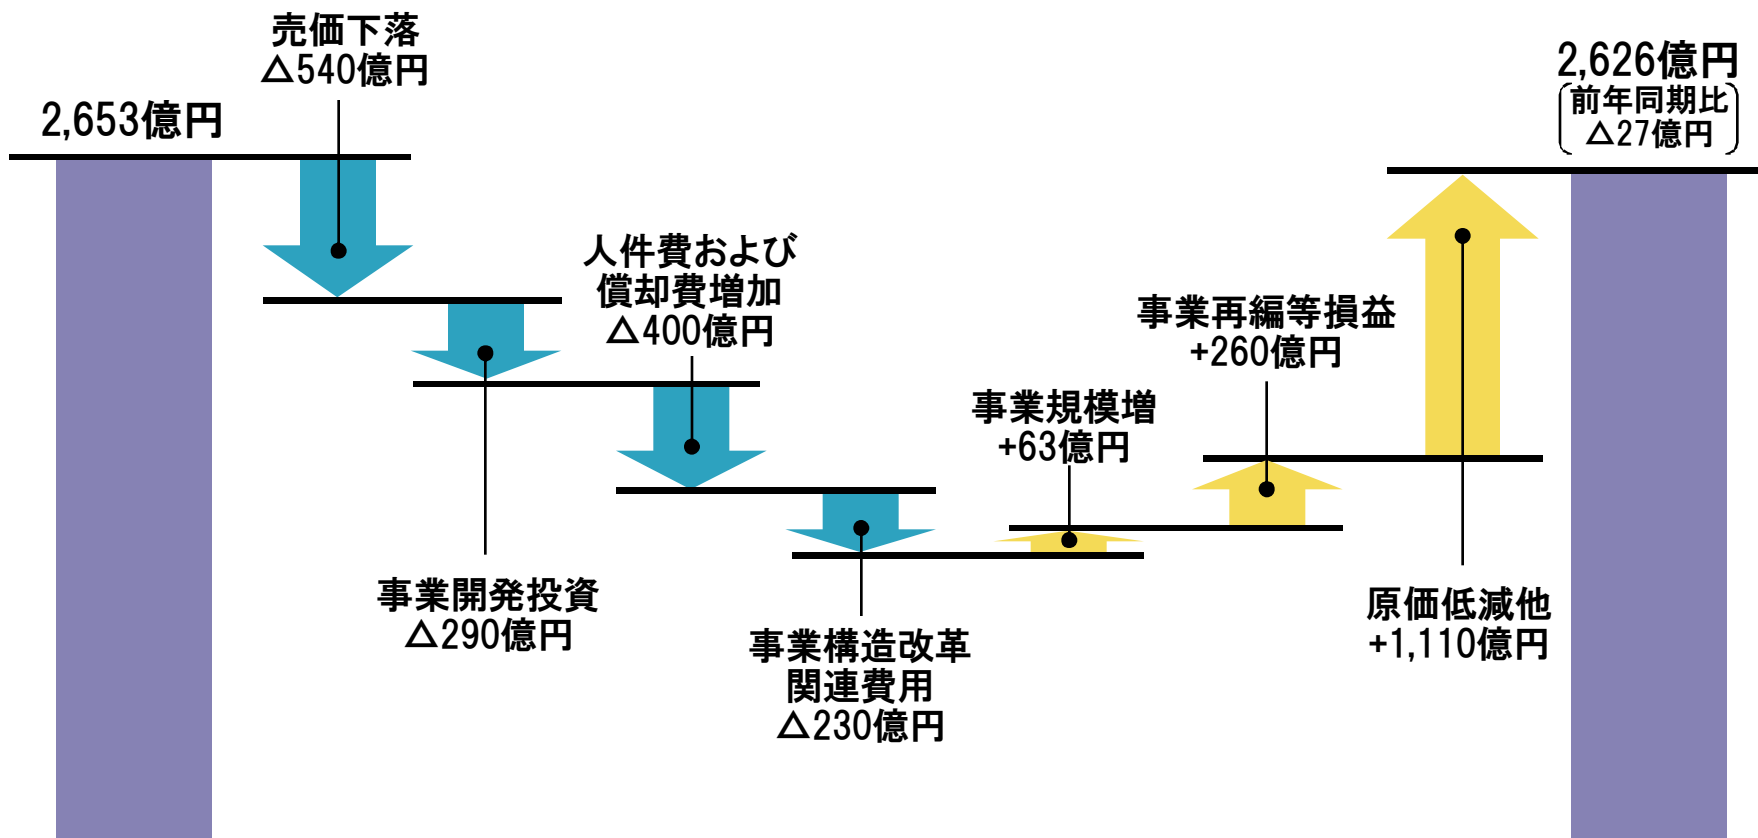 2,653億円
売価下落
△540億円
事業開発投資
△290億円
人件費および
償却費増加
△400億円
事業構造改革
関連費用
△230億円
事業規模増
+63億円
事業再編等損益
+260億円
原価低減他
+1,110億円
2,626億円
前年同期比
△27億円